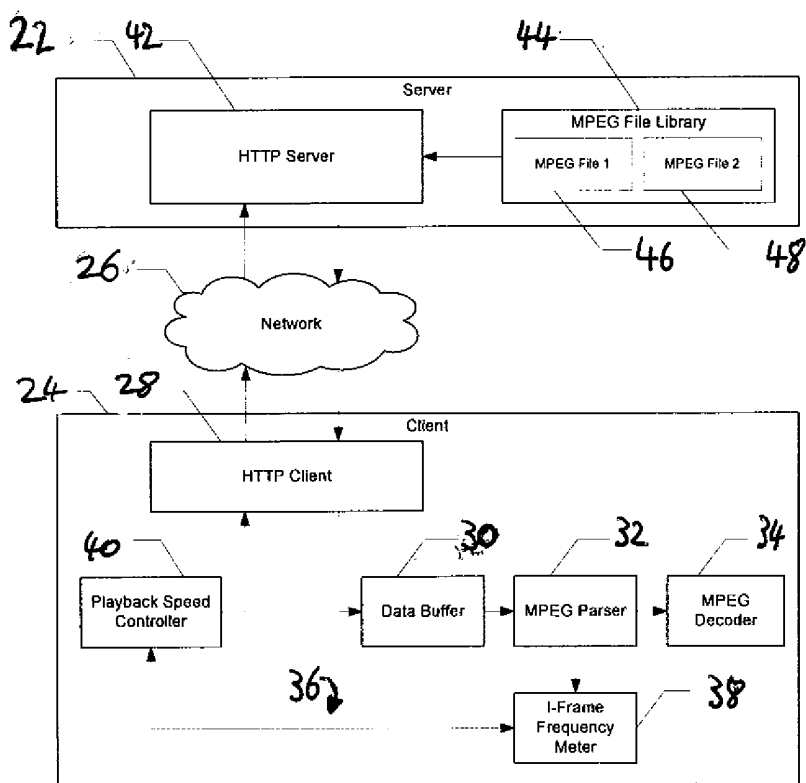 22
42
44
Server
HTTP Server
MPEG File Library
MPEG File 1
MPEG File 2
46
48
26
Network
28
24
Client
HTTP Client
40
30
32
34
Playback Speed
Controller
Data Buffer
MPEG Parser
MPEG
Decoder
36
38
I-Frame
Frequency
Meter